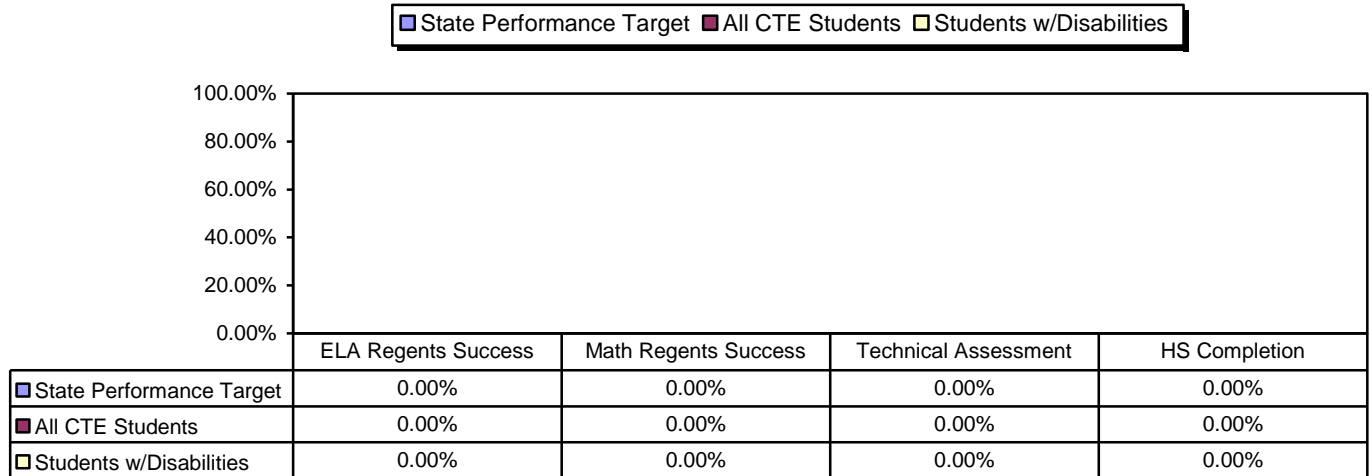 State Performance Target All CTE Students Students w/Disabilities
100.00%
80.00%
60.00%
40.00%
20.00%
0.00%
ELA Regents Success Math Regents Success Technical Assessment HS Completion
State Performance Target 0.00% 0.00% 0.00% 0.00%
All CTE Students 0.00% 0.00% 0.00% 0.00%
Students w/Disabilities 0.00% 0.00% 0.00% 0.00%